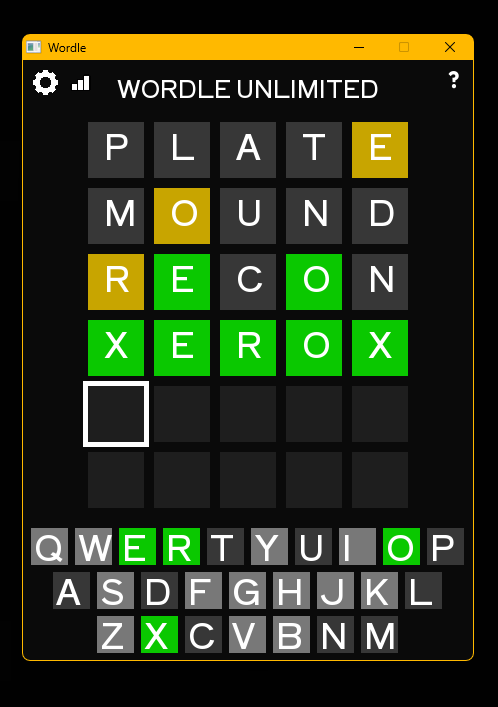 Wordle
WORDLE UNLIMITED ?
P L A T E
M O U N D
R E C O N
X E R O X
Q W E R T Y U I O P
A S D F G H J K L
Z X C V B N M